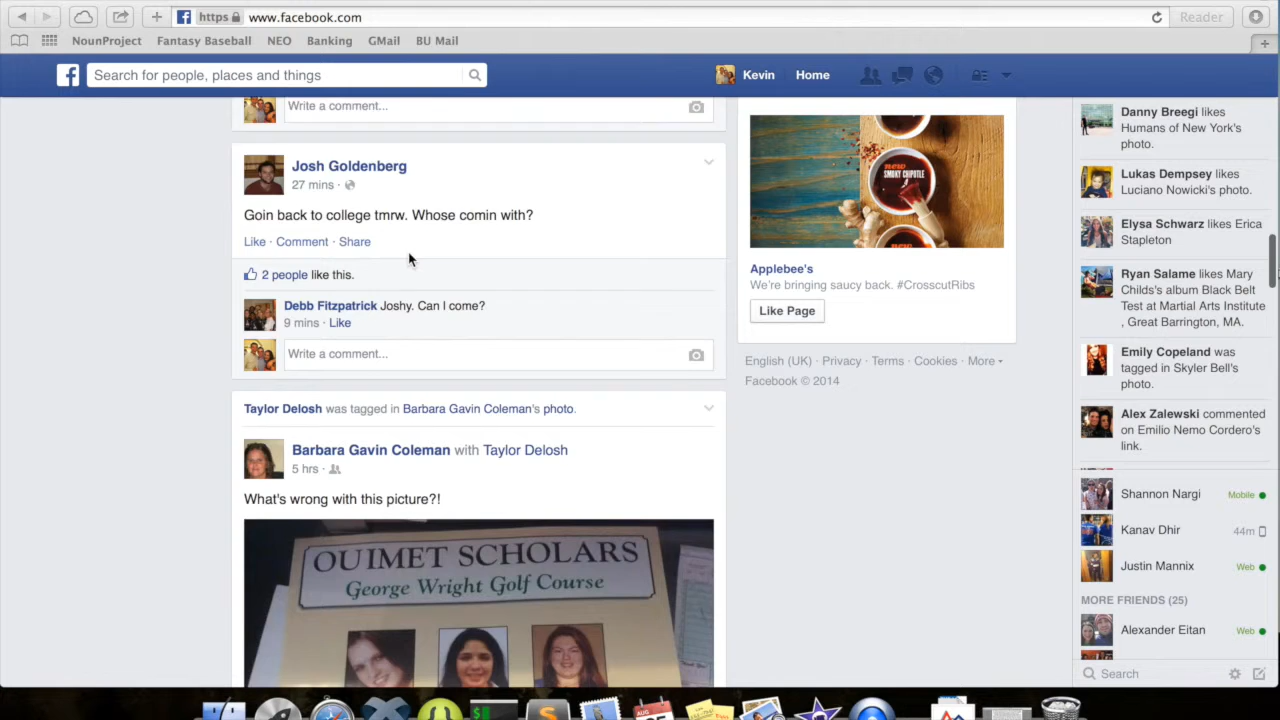 https www.facebook.com
Reader
NounProject Fantasy Baseball NEO Banking GMail BU Mail
Search for people, places and things
Kevin Home
Write a comment...
Josh Goldenberg
27 mins ·
Goin back to college tmrw. Whose comin with?
Like · Comment · Share
2 people like this.
Debb Fitzpatrick Joshy. Can I come?
9 mins · Like
Write a comment...
Taylor Delosh was tagged in Barbara Gavin Coleman's photo.
Barbara Gavin Coleman with Taylor Delosh
5 hrs ·
What's wrong with this picture?!
OUIMET SCHOLARS
George Wright Golf Course
new
SMOKY CHIPOTLE
Applebee's
We're bringing saucy back. #CrosscutRibs
Like Page
English (UK) · Privacy · Terms · Cookies · More
Facebook © 2014
Danny Breegi likes
Humans of New York's
photo.
Lukas Dempsey likes
Luciano Nowicki's photo.
Elysa Schwarz likes Erica
Stapleton
Ryan Salame likes Mary
Childs's album Black Belt
Test at Martial Arts Institute
, Great Barrington, MA.
Emily Copeland was
tagged in Skyler Bell's
photo.
Alex Zalewski commented
on Emilio Nemo Cordero's
link.
Shannon Nargi Mobile
Kanav Dhir 44m
Justin Mannix Web
MORE FRIENDS (25)
Alexander Eitan Web
Search